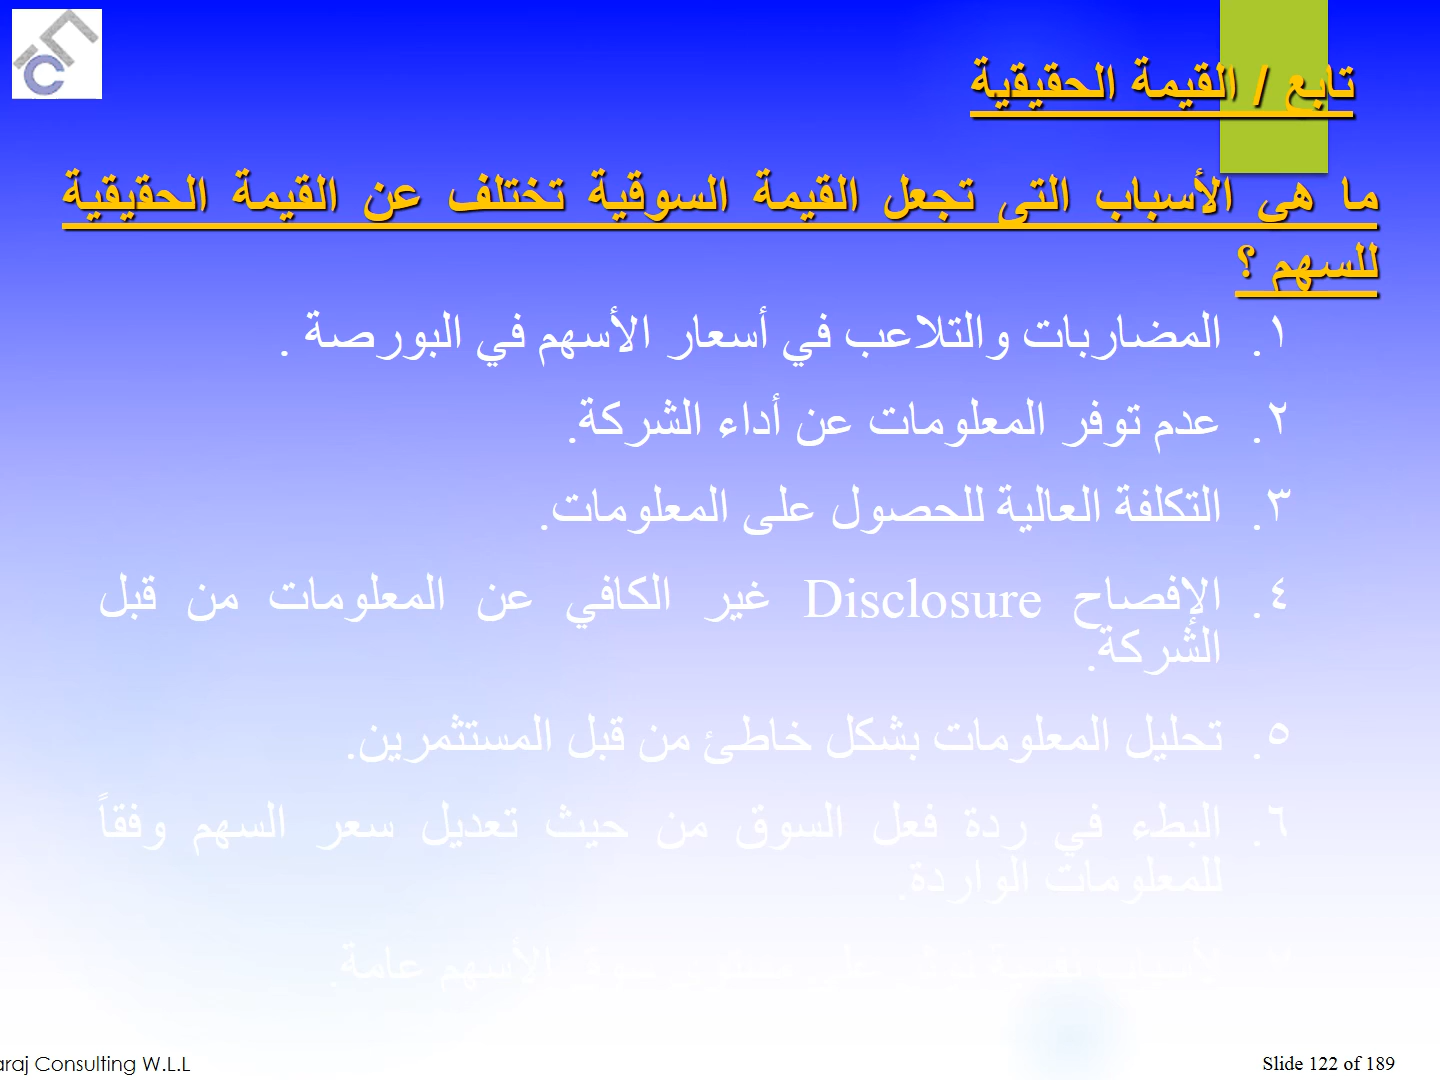 تابع / القيمة الحقيقية
ما هي الأسباب التي تجعل القيمة السوقية تختلف عن القيمة الحقيقية
للسهم ؟
١. المضاربات والتلاعب في أسعار الأسهم في البورصة .
٢. عدم توفر المعلومات عن أداء الشركة.
٣. التكلفة العالية للحصول على المعلومات.
٤. الإفصاح Disclosure غير الكافي عن المعلومات من قبل
الشركة.
٥. تحليل المعلومات بشكل خاطئ من قبل المستثمرين.
٦. البطء في ردة فعل السوق من حيث تعديل سعر السهم وفقاً
للمعلومات الواردة.
الأسهم عامة.
araj Consulting W.L.L
Slide 122 of 189